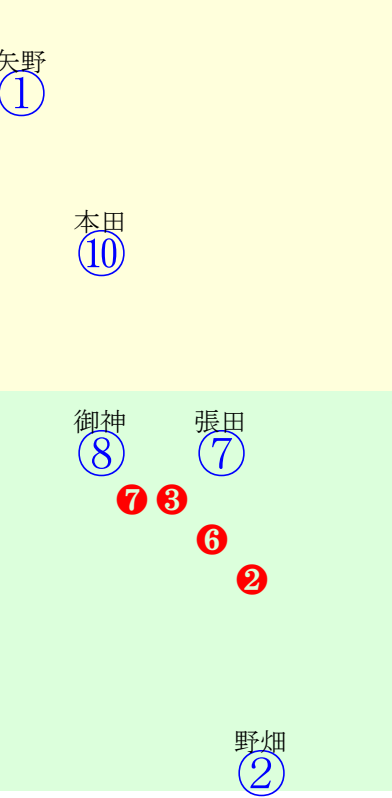 矢野
①
本田
⑩
御神 張田
⑧ ⑦
❼ ❸
❻
❷
野畑
②